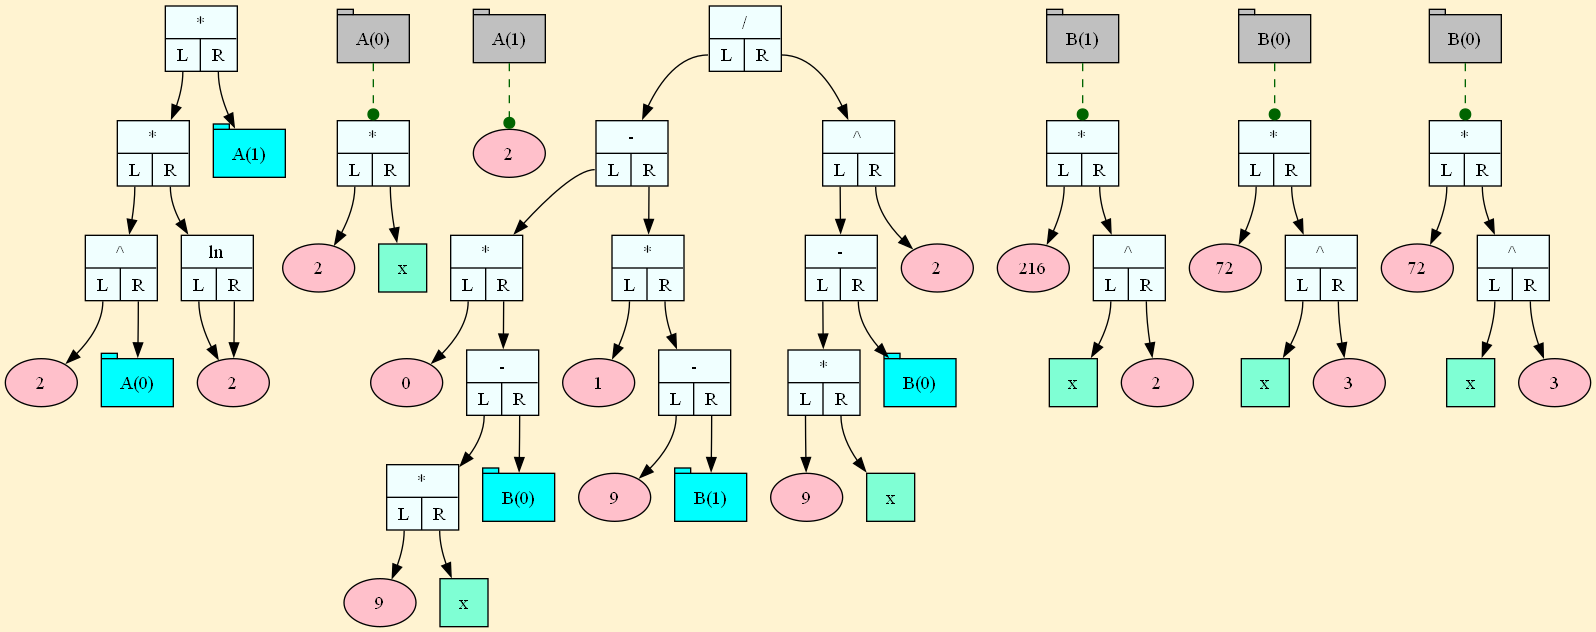 * A(0) A(1) / B(1) B(0) B(0)
L R L R
* * - ^ * * *
L R A(1) L R 2 L R L R L R L R L R
^ ln 2 x * * - 2 216 ^ 72 ^ 72 ^
L R L R L R L R L R L R L R L R
2 A(0) 2 0 - 1 - * B(0) x 2 x 3 x 3
L R L R L R
* B(0) 9 B(1) 9 x
L R
9 x